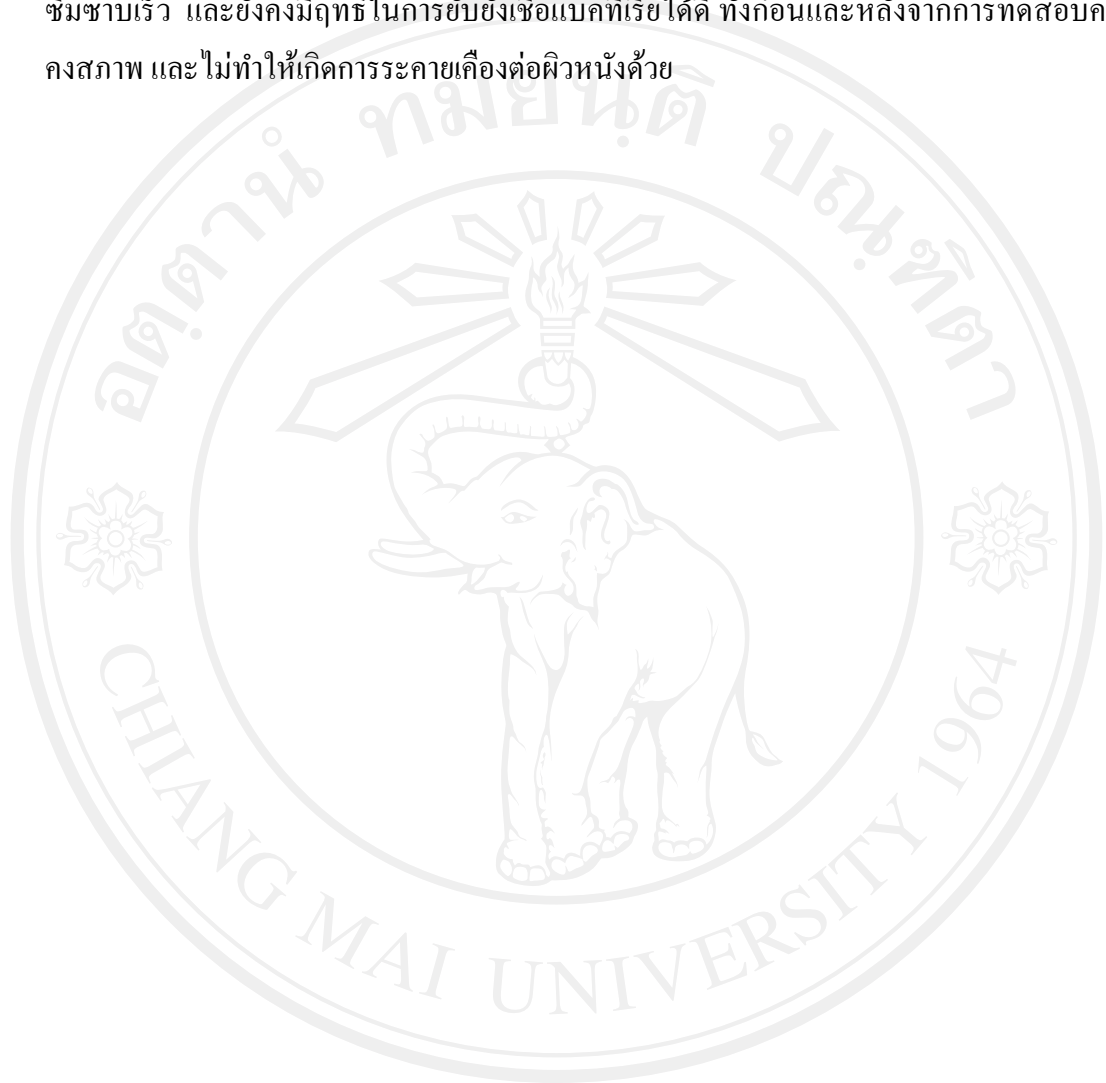 ซึมซาบเร็ว และยังคงมีฤทธิ์ในการยับยั้งเชื้อแบคทีเรียได้ดี ทั้งก่อนและหลังจากการทดสอบค
คงสภาพ และไม่ทำให้เกิดการระคายเคืองต่อผิวหนังด้วย
อตฺตานํ ทมยนฺติ ปณฺฑิตา
CHIANG MAI UNIVERSITY 1964